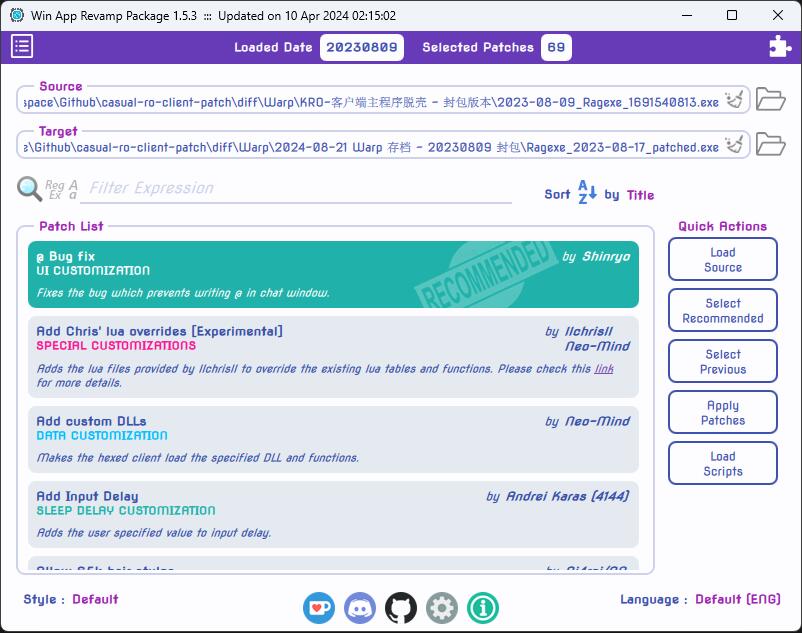 Win App Revamp Package 1.5.3 ::: Updated on 10 Apr 2024 02:15:02
Loaded Date 20230809 Selected Patches 69
Source
space\Github\casual-ro-client-patch\diff\Warp\KRO-客户端主程序脱壳 - 封包版本\2023-08-09_Ragexe_1691540813.exe
Target
e\Github\casual-ro-client-patch\diff\Warp\2024-08-21 Warp 存档 - 20230809 封包\Ragexe_2023-08-17_patched.exe
Reg Ex
A a
Filter Expression
Sort A Z by Title
Patch List
Quick Actions
@ Bug fix
by Shinryo
UI CUSTOMIZATION
RECOMMENDED
Fixes the bug which prevents writing @ in chat window.
Add Chris' lua overrides [Experimental]
by llchrisll
SPECIAL CUSTOMIZATIONS
Neo-Mind
Adds the lua files provided by llchrisll to override the existing lua tables and functions. Please check this link
for more details.
Add custom DLLs
by Neo-Mind
DATA CUSTOMIZATION
Makes the hexed client load the specified DLL and functions.
Add Input Delay
by Andrei Karas (4144)
SLEEP DELAY CUSTOMIZATION
Adds the user specified value to input delay.
Load
Source
Select
Recommended
Select
Previous
Apply
Patches
Load
Scripts
Style : Default
Language : Default (ENG)